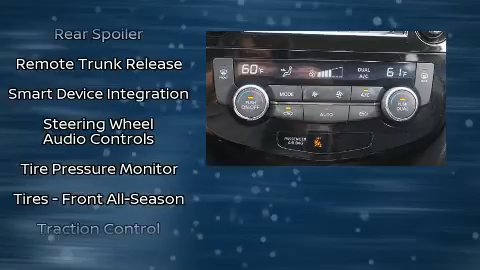 Rear Spoiler
Remote Trunk Release
Smart Device Integration
Steering Wheel
Audio Controls
Tire Pressure Monitor
Tires - Front All-Season
Traction Control
60°F
DUAL
A/C
61°F
MODE
A/C
PUSH
ON·OFF
AUTO
PUSH
DUAL
PASSENGER
AIR BAG